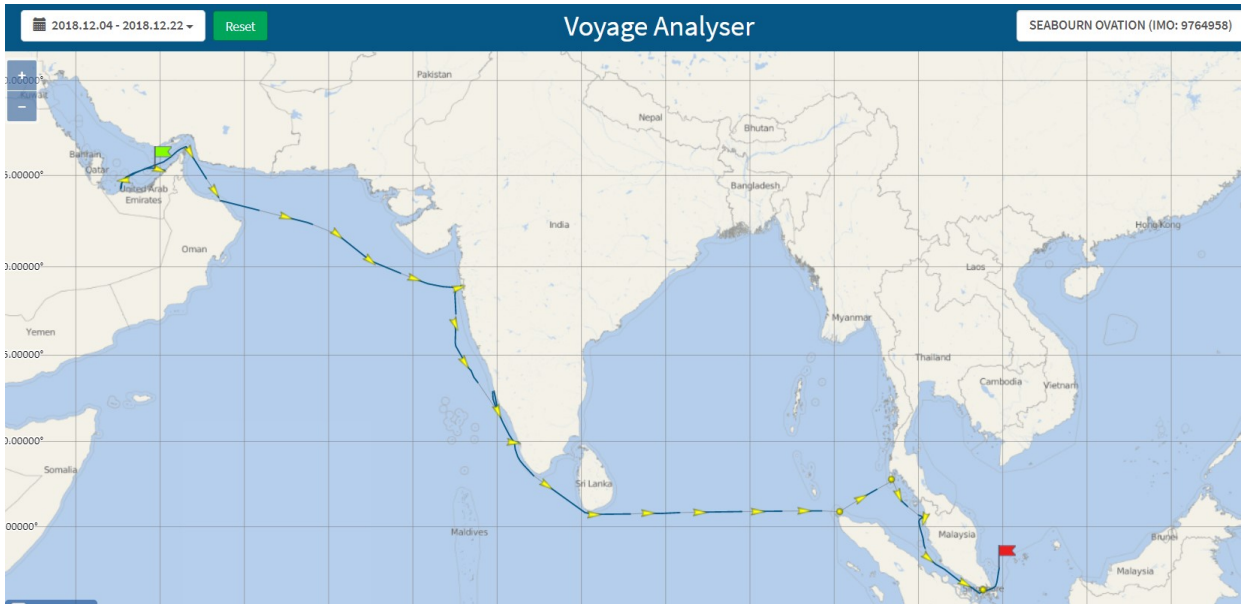 2018.12.04 - 2018.12.22
Reset
Voyage Analyser
SEABOURN OVATION (IMO: 9764958)
+
−
Pakistan
Nepal
Bhutan
Bahrain
Qatar
United Arab
Emirates
Bangladesh
India
Oman
Hong Kong
Laos
Myanmar
Yemen
Thailand
Cambodia
Vietnam
Somalia
Sri Lanka
Maldives
Malaysia
Brunei
Malaysia